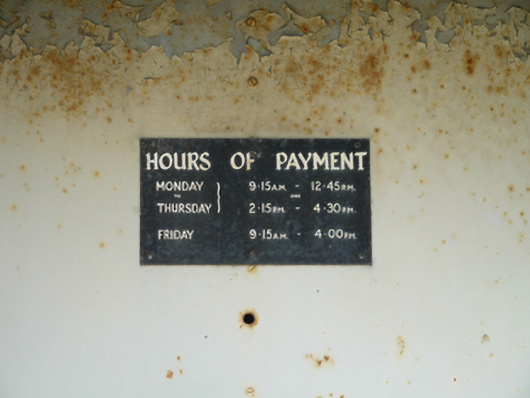 HOURS OF PAYMENT
MONDAY 9·15A.M. - 12·45P.M.
TO AND
THURSDAY 2·15P.M. - 4·30P.M.
FRIDAY 9·15A.M. - 4·00P.M.